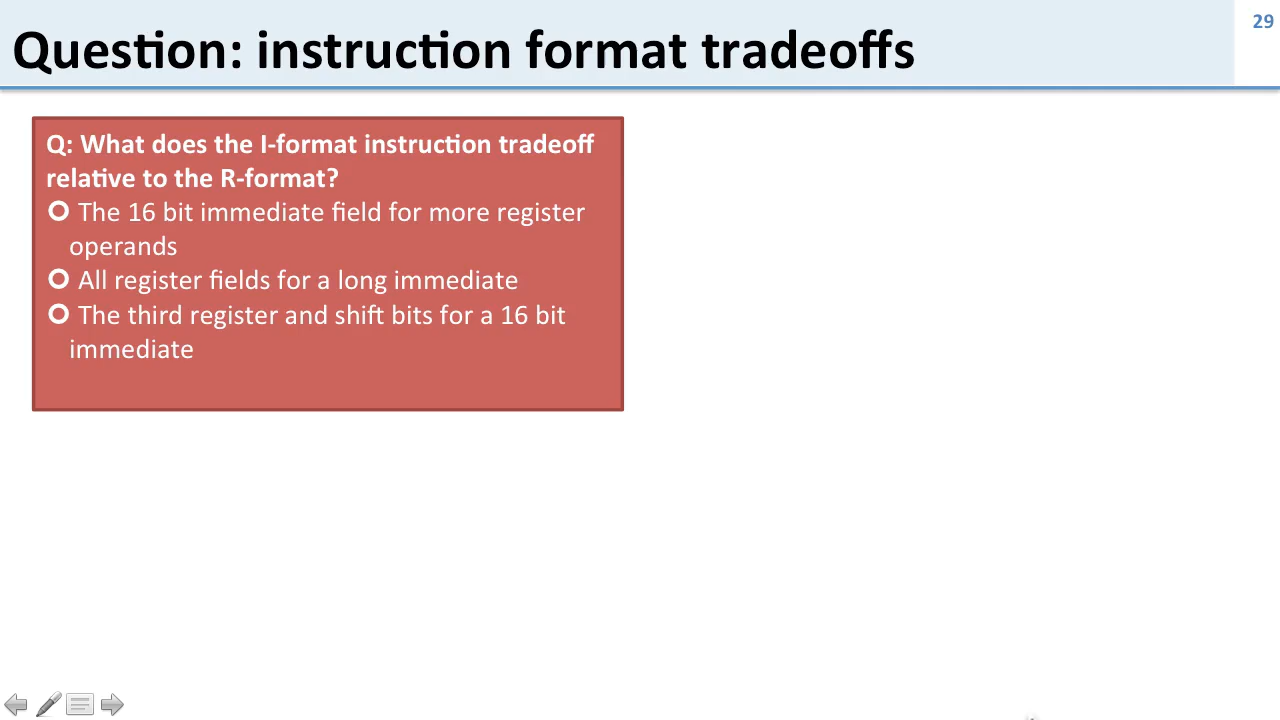 Question: instruction format tradeoffs
29
Q: What does the I-format instruction tradeoff
relative to the R-format?
The 16 bit immediate field for more register
operands
All register fields for a long immediate
The third register and shift bits for a 16 bit
immediate